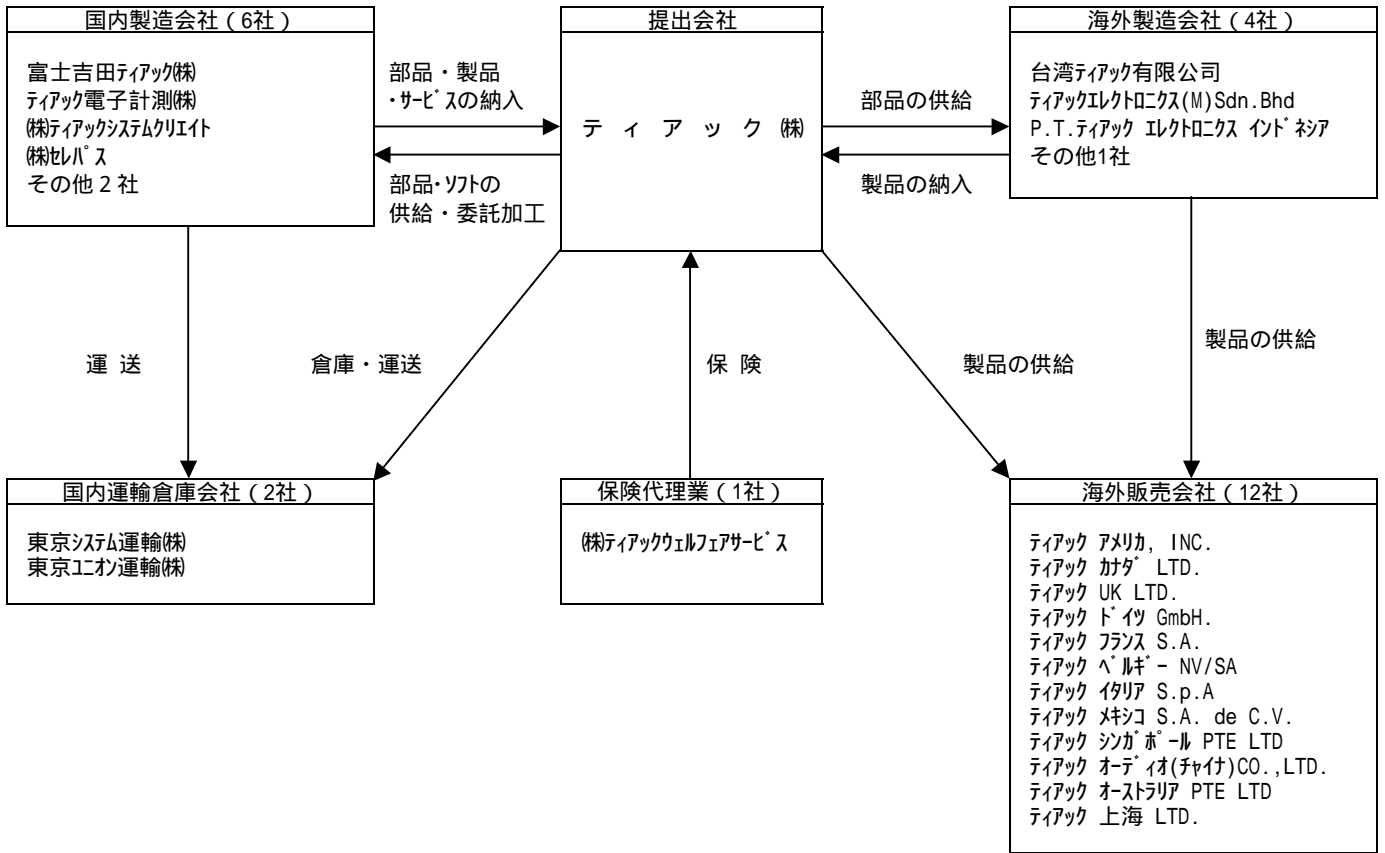 国内製造会社（6社）
富士吉田ﾃｨｱｯｸ㈱
ﾃｨｱｯｸ電子計測㈱
㈱ﾃｨｱｯｸｼｽﾃﾑｸﾘｴｲﾄ
㈱ｾﾚﾊﾟｽ
その他２社
部品・製品
・ｻｰﾋﾞｽの納入
部品・ｿﾌﾄの
供給・委託加工
提出会社
テ ィ ア ッ ク ㈱
部品の供給
製品の納入
海外製造会社（4社）
台湾ﾃｨｱｯｸ有限公司
ﾃｨｱｯｸｴﾚｸﾄﾛﾆｸｽ(M)Sdn.Bhd
P.T.ﾃｨｱｯｸ ｴﾚｸﾄﾛﾆｸｽ ｲﾝﾄﾞﾈｼｱ
その他1社
運 送
倉庫・運送
保 険
製品の供給
製品の供給
国内運輸倉庫会社（2社）
東京ｼｽﾃﾑ運輸㈱
東京ﾕﾆｵﾝ運輸㈱
保険代理業（1社）
㈱ﾃｨｱｯｸｳｪﾙﾌｪｱｻｰﾋﾞｽ
海外販売会社（12社）
ﾃｨｱｯｸ ｱﾒﾘｶ, INC.
ﾃｨｱｯｸ ｶﾅﾀﾞ LTD.
ﾃｨｱｯｸ UK LTD.
ﾃｨｱｯｸ ﾄﾞｲﾂ GmbH.
ﾃｨｱｯｸ ﾌﾗﾝｽ S.A.
ﾃｨｱｯｸ ﾍﾞﾙｷﾞｰ NV/SA
ﾃｨｱｯｸ ｲﾀﾘｱ S.p.A
ﾃｨｱｯｸ ﾒｷｼｺ S.A. de C.V.
ﾃｨｱｯｸ ｼﾝｶﾞﾎﾟｰﾙ PTE LTD
ﾃｨｱｯｸ ｵｰﾃﾞｨｵ(ﾁｬｲﾅ)CO.,LTD.
ﾃｨｱｯｸ ｵｰｽﾄﾗﾘｱ PTE LTD
ﾃｨｱｯｸ 上海 LTD.